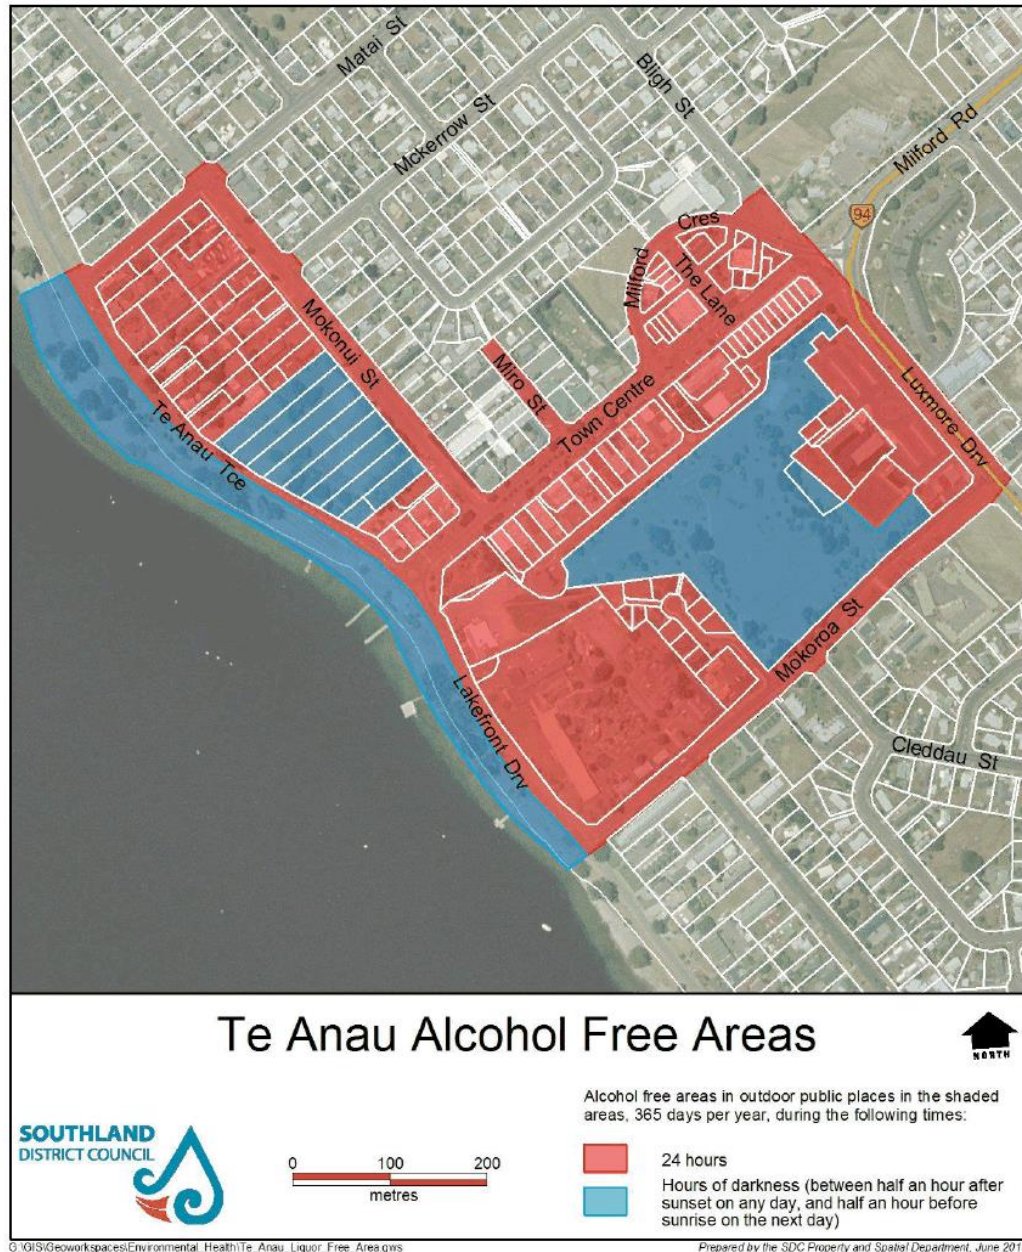 Matai St
Mckerrow St
Bligh St
Milford Rd
94
Milford Cres
The Lane
Mokonui St
Miro St
Town Centre
Luxmore Drv
Te Anau Tce
Mokoroa St
Lakefront Drv
Cleddau St
Te Anau Alcohol Free Areas
NORTH
Alcohol free areas in outdoor public places in the shaded
areas, 365 days per year, during the following times:
SOUTHLAND
DISTRICT COUNCIL
0 100 200
metres
24 hours
Hours of darkness (between half an hour after
sunset on any day, and half an hour before
sunrise on the next day)
G:\GIS\Geoworkspaces\Environmental_Health\Te_Anau_Liquor_Free_Area.gws
Prepared by the SDC Property and Spatial Department, June 201